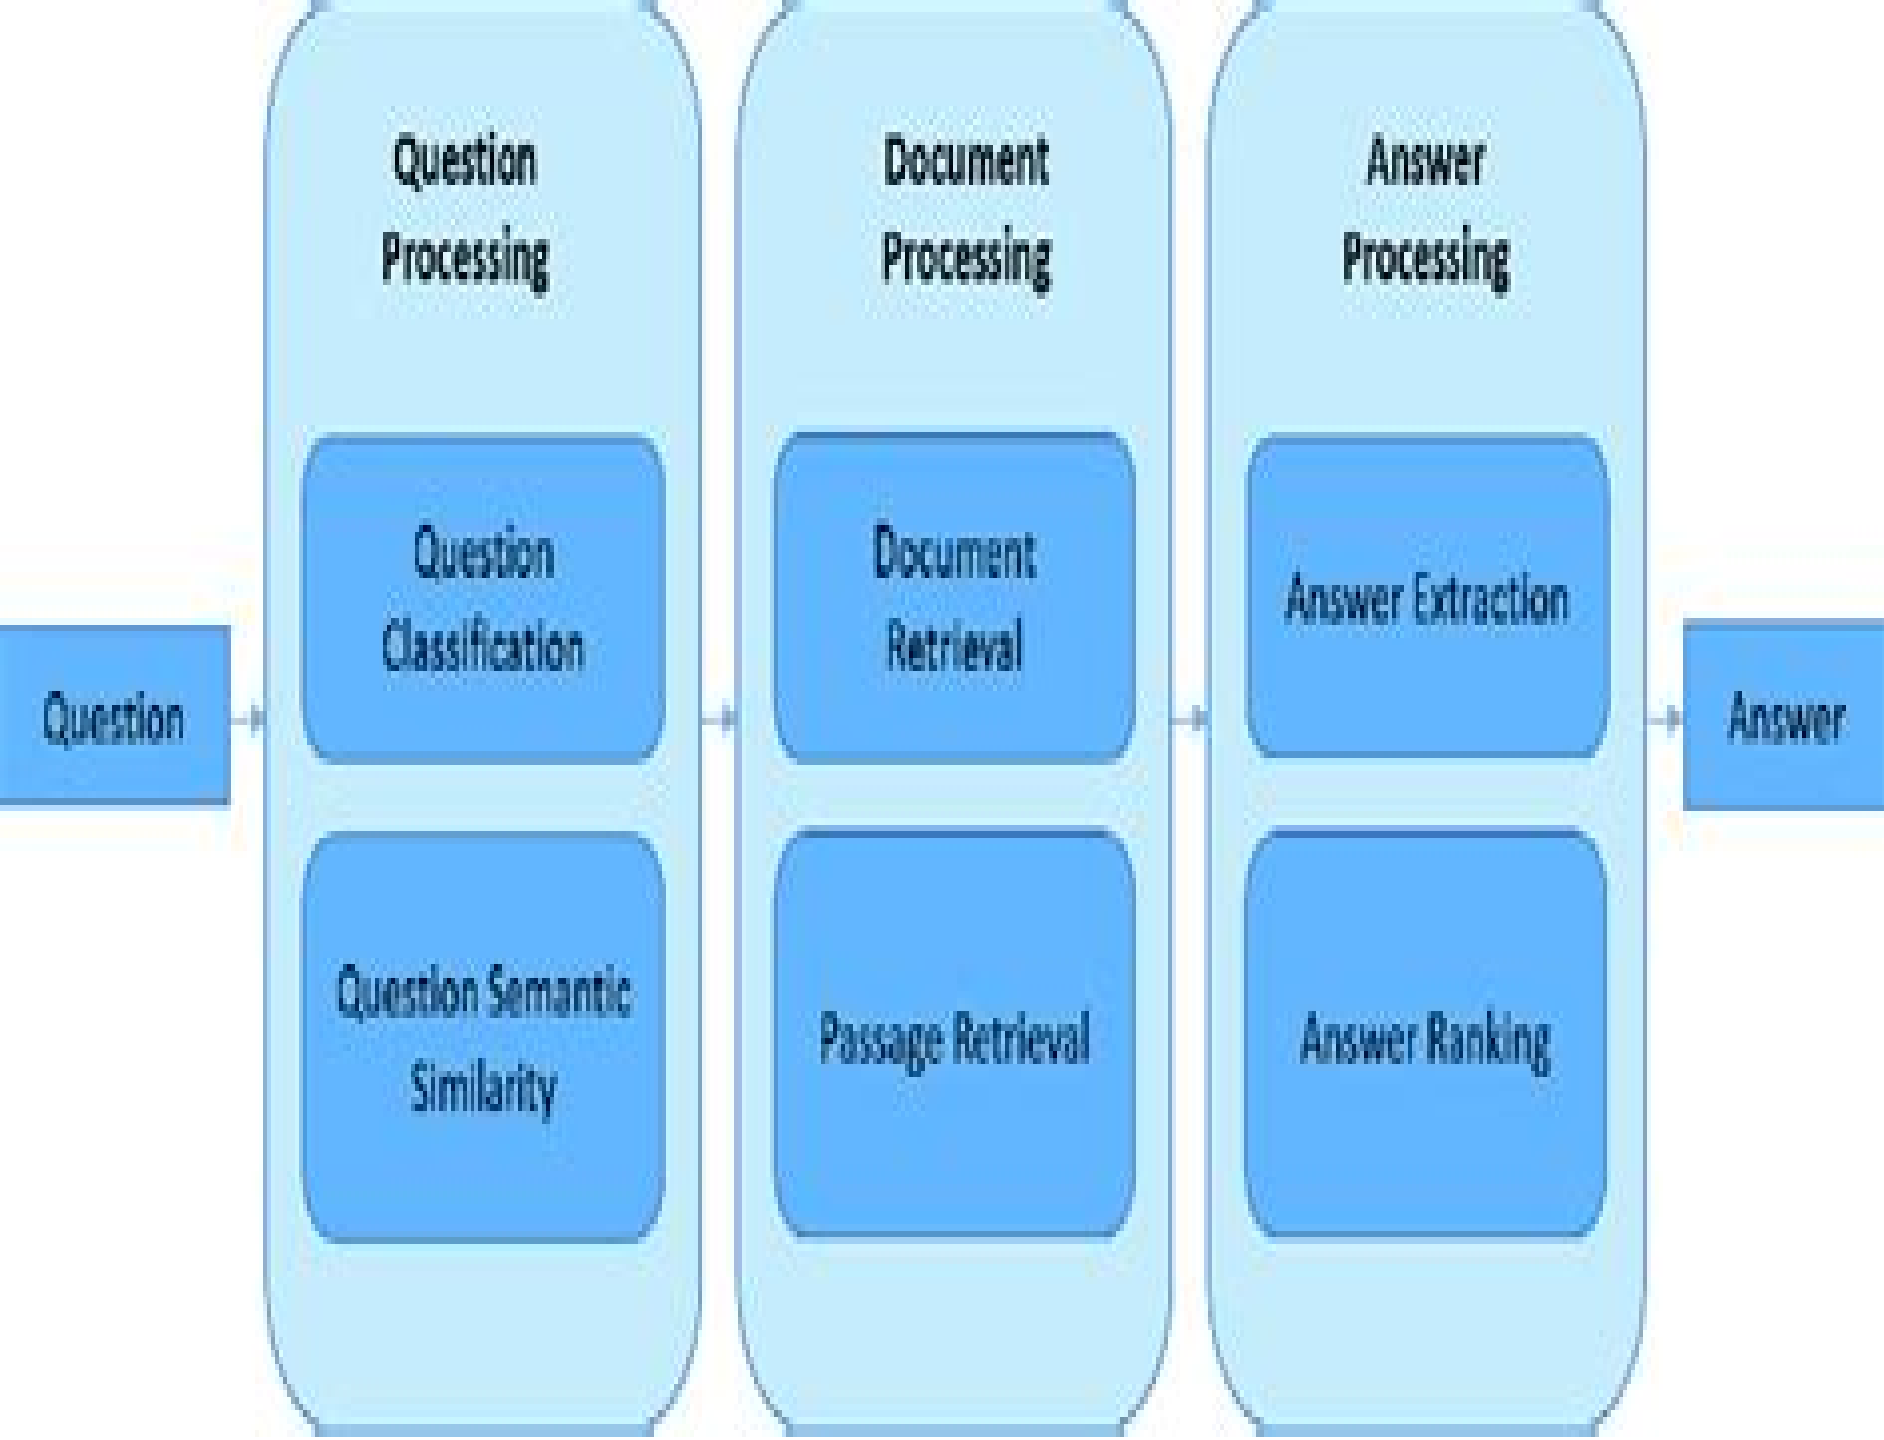 Question
Question
Processing
Question
Classification
Question Semantic
Similarity
Document
Processing
Document
Retrieval
Passage Retrieval
Answer
Processing
Answer Extraction
Answer Ranking
Answer